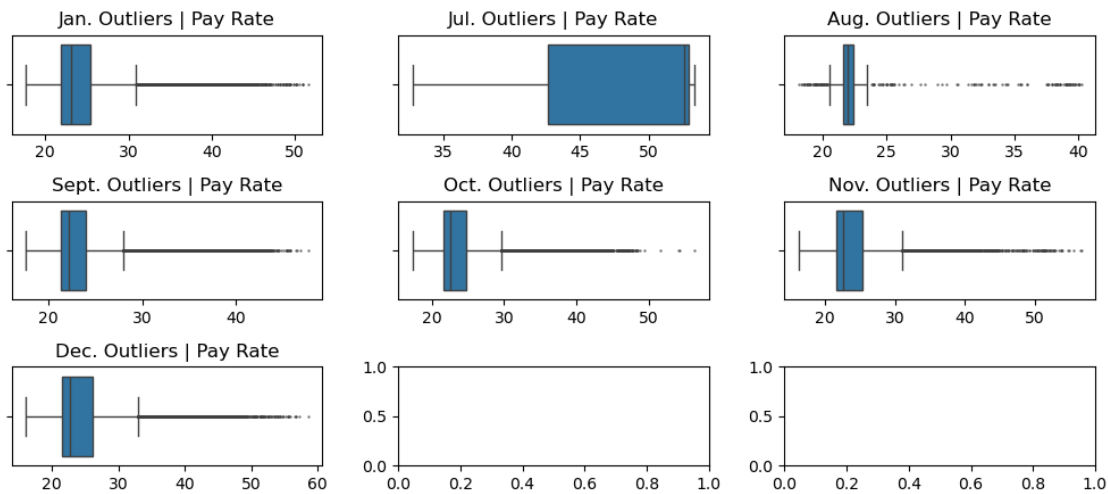 Jan. Outliers | Pay Rate
Jul. Outliers | Pay Rate
Aug. Outliers | Pay Rate
20 30 40 50
35 40 45 50
20 25 30 35 40
Sept. Outliers | Pay Rate
Oct. Outliers | Pay Rate
Nov. Outliers | Pay Rate
20 30 40
20 30 40 50
20 30 40 50
Dec. Outliers | Pay Rate
1.0
0.5
0.0
1.0
0.5
0.0
20 30 40 50 60
0.0 0.2 0.4 0.6 0.8 1.0
0.0 0.2 0.4 0.6 0.8 1.0